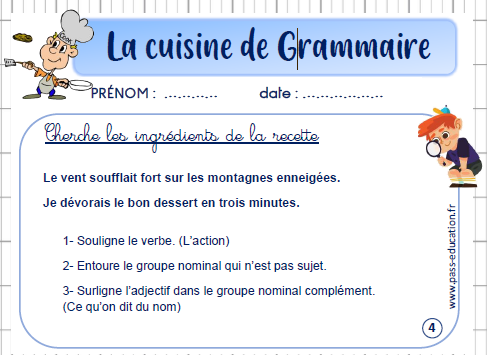 La cuisine de Grammaire
PRÉNOM : ............ date : ..................
Cherche les ingrédients de la recette
Le vent soufflait fort sur les montagnes enneigées.
Je dévorais le bon dessert en trois minutes.
1- Souligne le verbe. (L'action)
2- Entoure le groupe nominal qui n'est pas sujet.
3- Surligne l'adjectif dans le groupe nominal complément.
(Ce qu'on dit du nom)
www.pass-education.fr
4